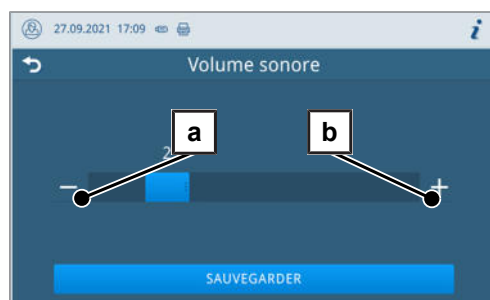 27.09.2021 17:09
i
Volume sonore
a
b
2
− +
SAUVEGARDER